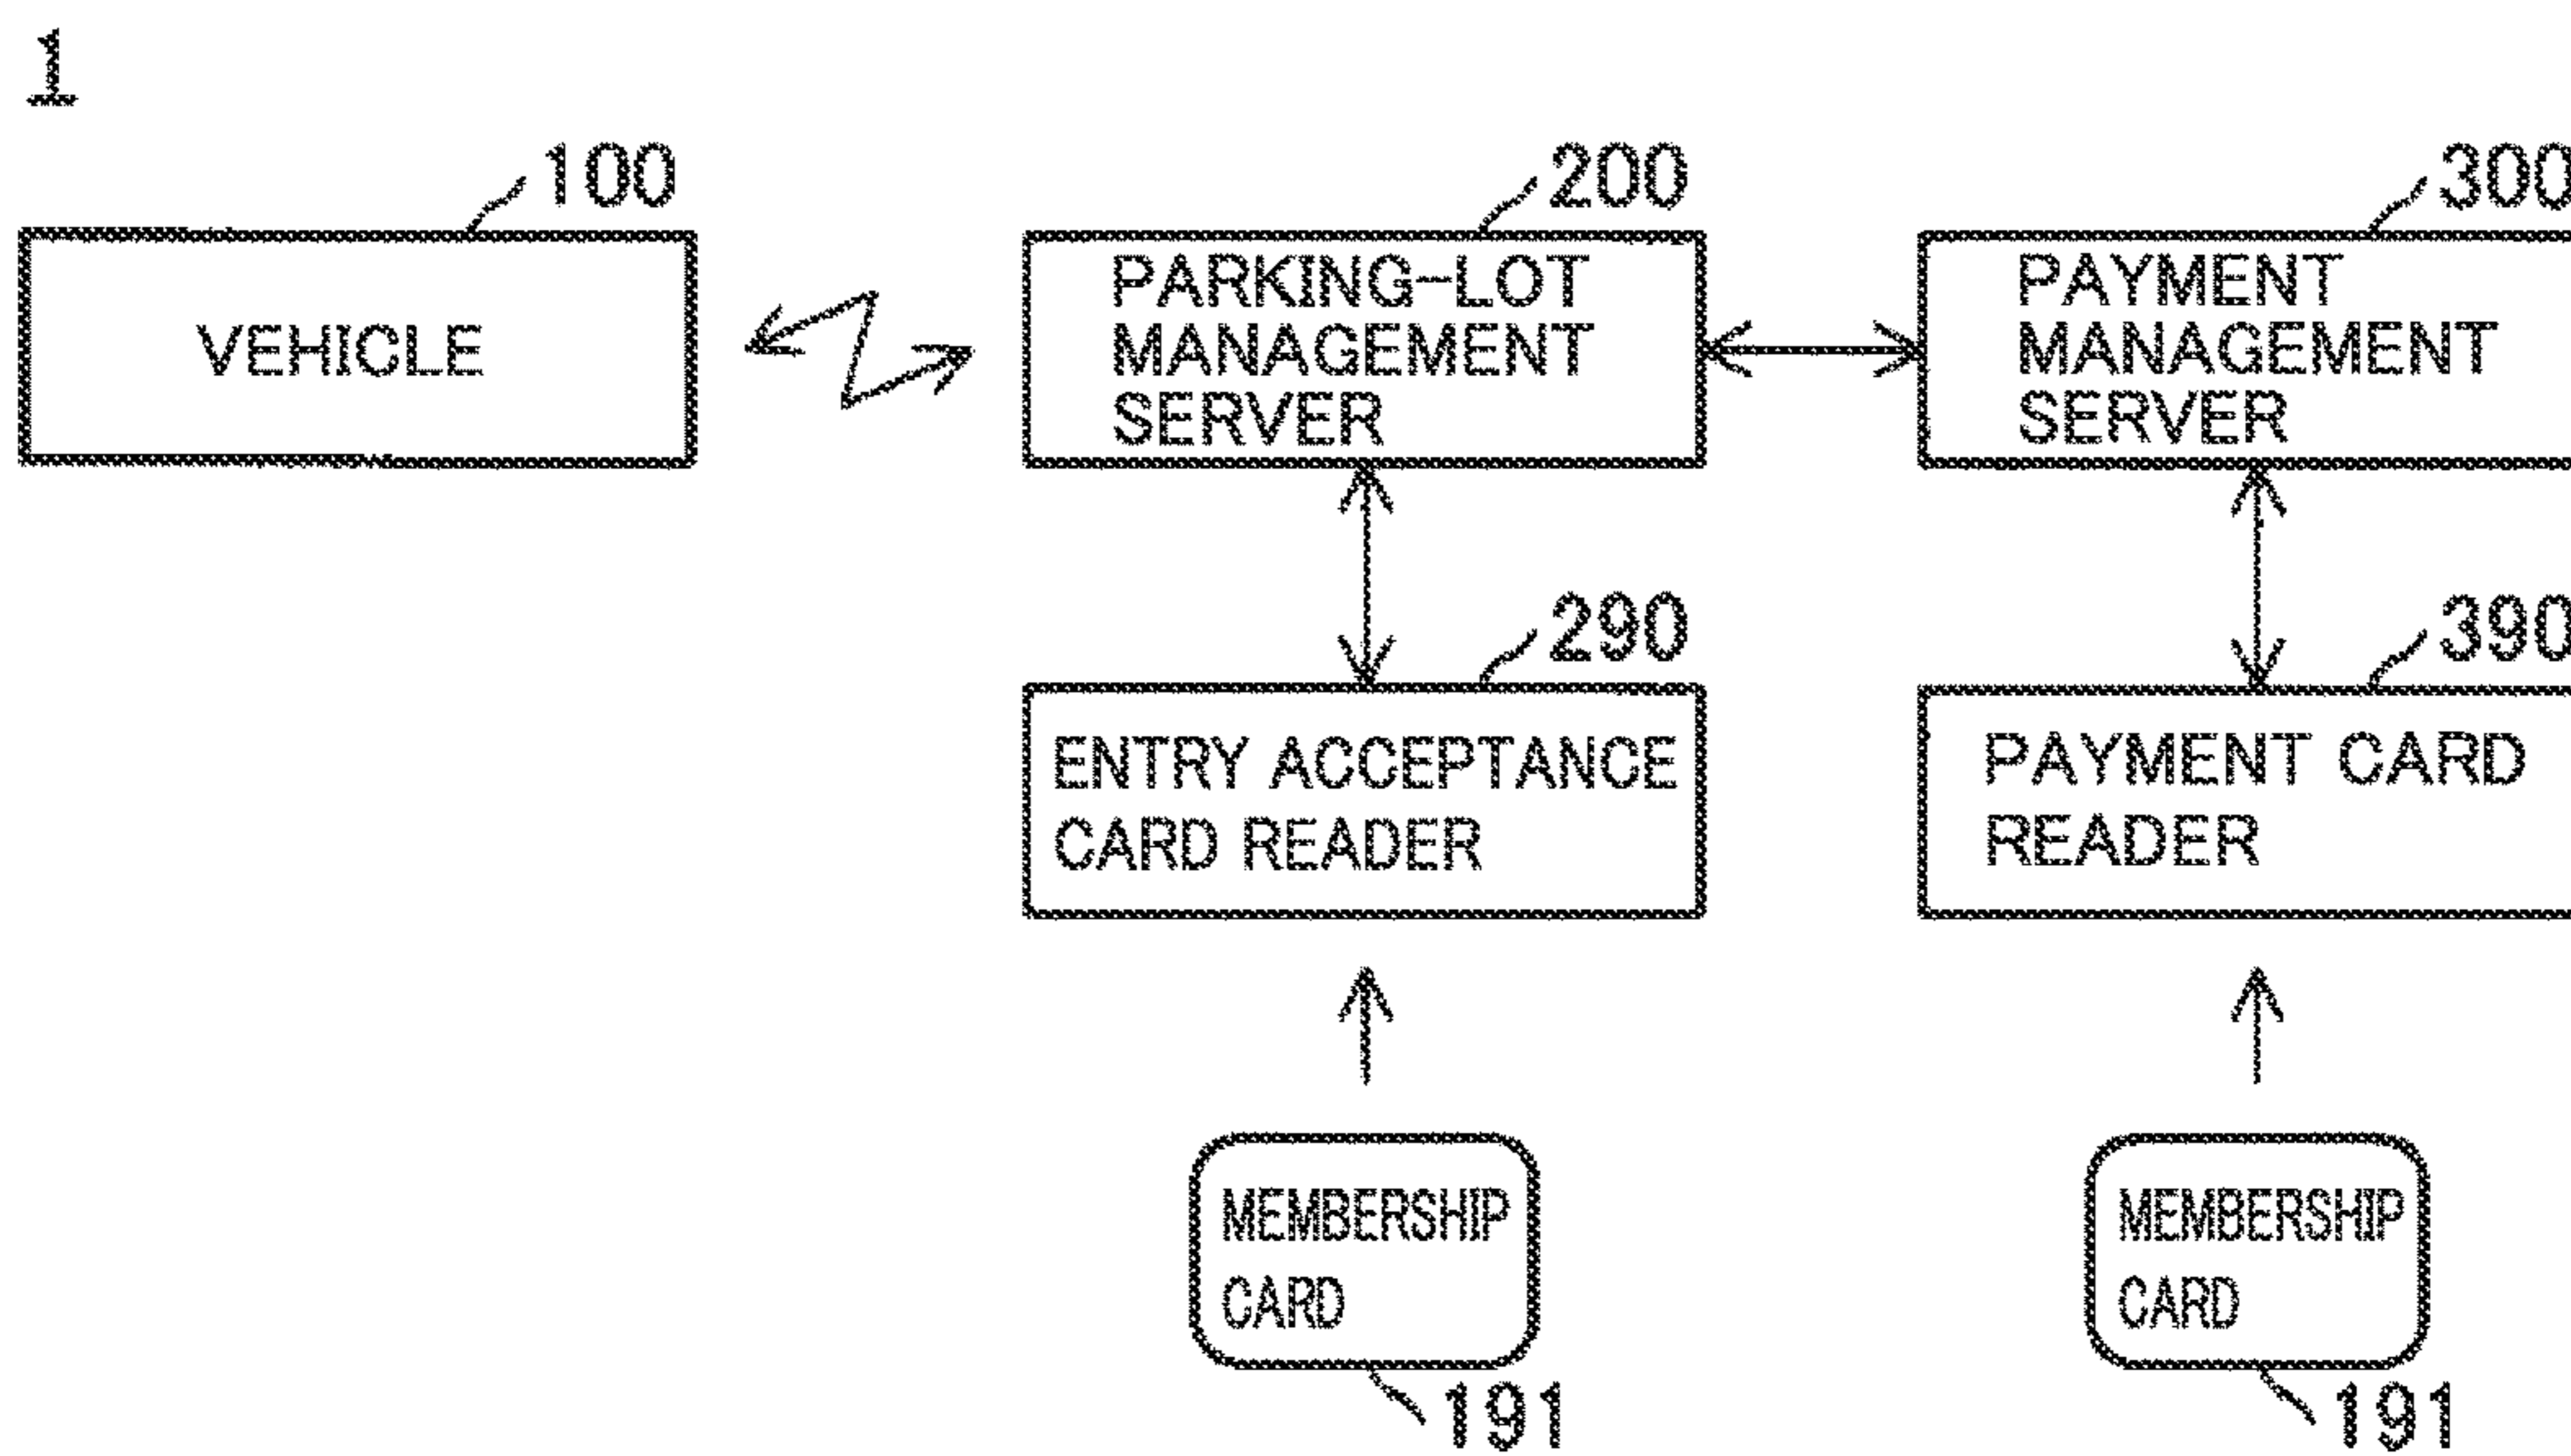 1
100
VEHICLE
200
PARKING-LOT
MANAGEMENT
SERVER
300
PAYMENT
MANAGEMENT
SERVER
290
ENTRY ACCEPTANCE
CARD READER
390
PAYMENT CARD
READER
MEMBERSHIP
CARD
191
MEMBERSHIP
CARD
191